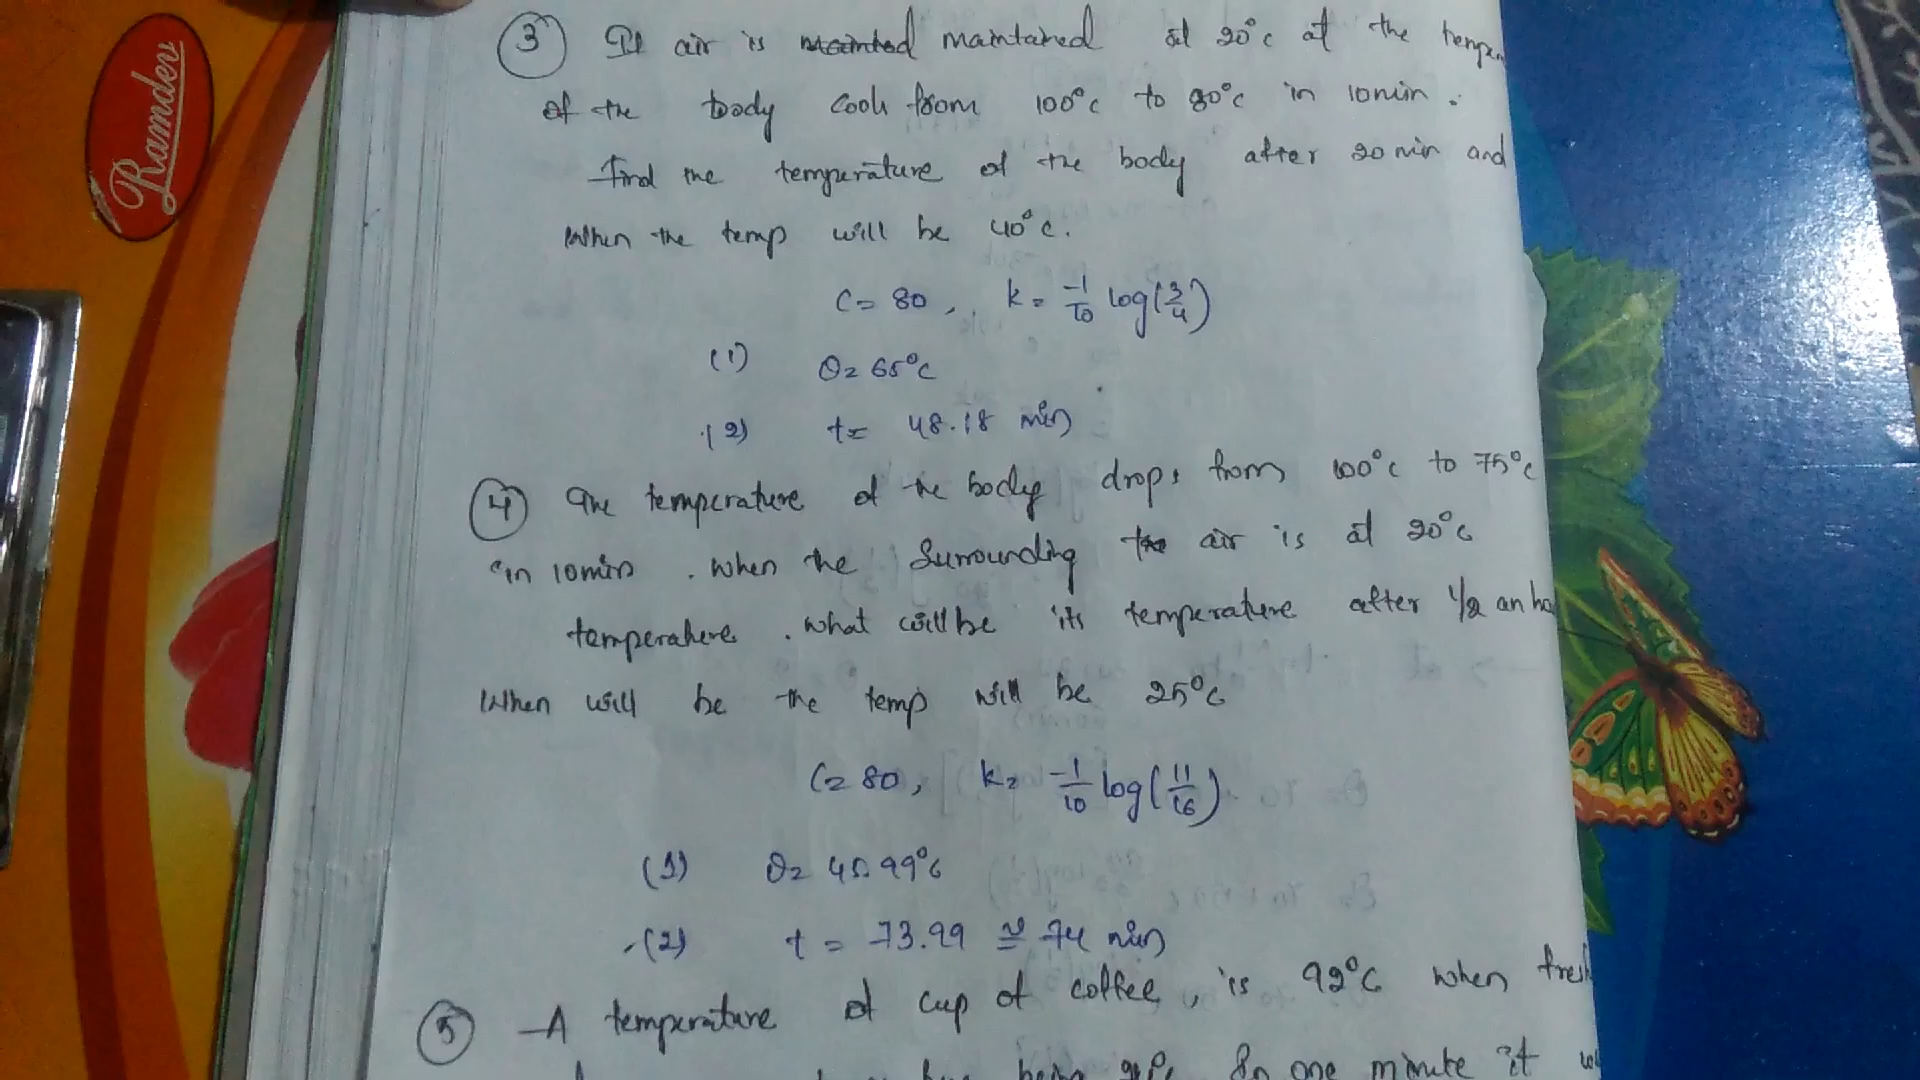 Ramdev
③ If air is maintained at 20°c at the temper
of the body cools from 100°c to 80°c in 10min.
find the temperature of the body after 20 min and
When the temp will be 40°c.
C = 80, k = -1/10 log(3/4)
(1) θ = 65°c
(2) t = 48.18 min
④ The temperature of the body drops from 100°c to 75°c
in 10min. When the Surrounding air is at 20°c
temperature. What will be its temperature after 1/2 an ho
When will be the temp will be 25°c
C = 80, k = -1/10 log(11/16)
(1) θ = 45.99°c
(2) t = 73.99 ≅ 74 min
⑤ A temperature of cup of coffee, is 92°C when fresh
being In one minute it